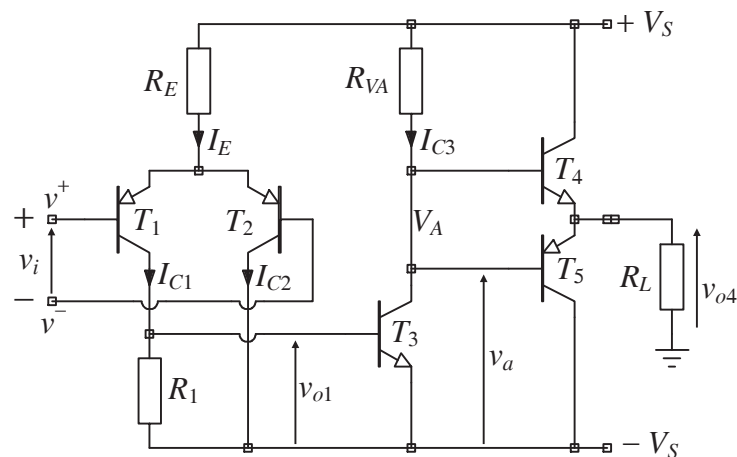 + V_S
R_E
R_VA
I_E
I_C3
+
v^+
T_1
T_2
V_A
T_4
v_i
I_C1
I_C2
T_5
R_L
v_o4
−
v^−
T_3
R_1
v_o1
v_a
− V_S